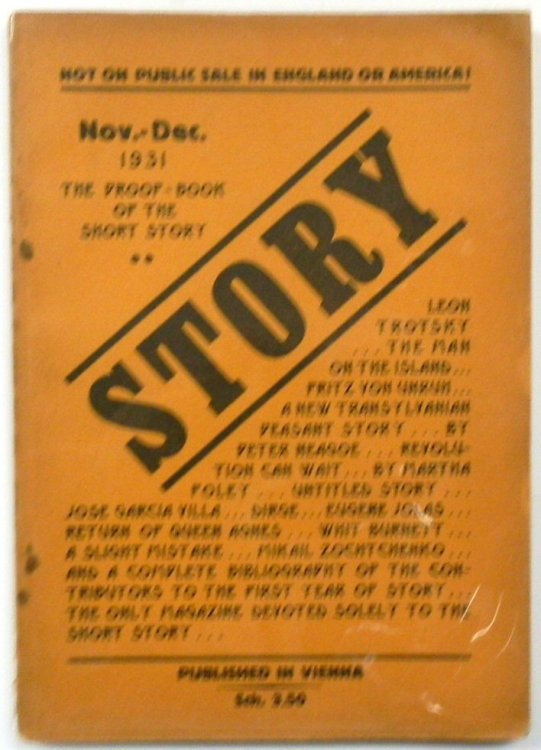 NOT ON PUBLIC SALE IN ENGLAND OR AMERICA!
Nov.-Dec.
1931
THE PROOF-BOOK
OF THE
SHORT STORY
STORY
LEON
TROTSKY
... THE MAN
ON THE ISLAND...
FRITZ VON UNRUH...
A NEW TRANSYLVANIAN
PEASANT STORY ... BY
PETER NEAGOE ... REVOLU-
TION CAN WAIT ... BY MARTHA
FOLEY ... UNTITLED STORY ...
JOSE GARCIA VILLA ... DIRGE... EUGENE JOLAS ...
RETURN OF QUEEN AGNES ... WHIT BURNETT ...
A SLIGHT MISTAKE ... MIKAIL ZOCHTCHENKO ...
AND A COMPLETE BIBLIOGRAPHY OF THE CON-
TRIBUTORS TO THE FIRST YEAR OF STORY ...
THE ONLY MAGAZINE DEVOTED SOLELY TO THE
SHORT STORY ...
PUBLISHED IN VIENNA
Sch. 2.50